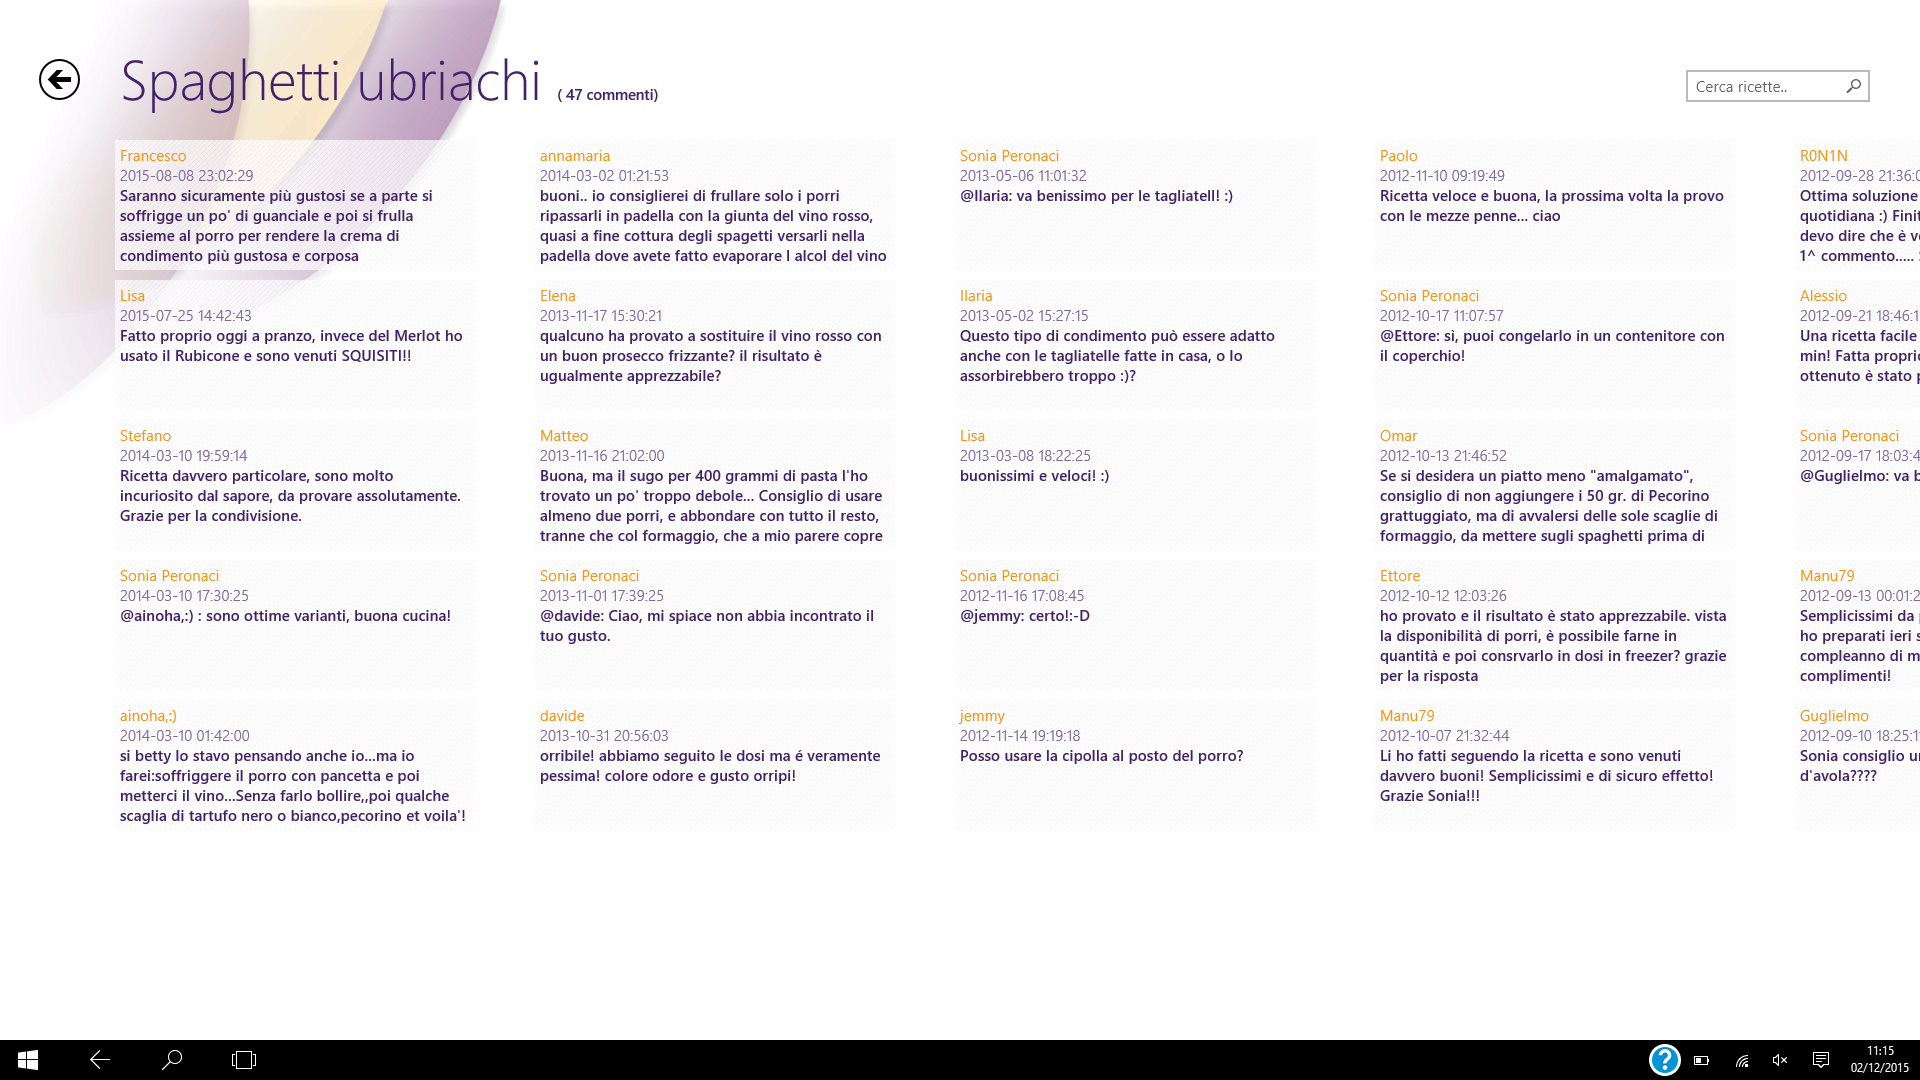 Spaghetti ubriachi ( 47 commenti)
Cerca ricette..
Francesco
2015-08-08 23:02:29
Saranno sicuramente più gustosi se a parte si
soffrigge un po' di guanciale e poi si frulla
assieme al porro per rendere la crema di
condimento più gustosa e corposa
Lisa
2015-07-25 14:42:43
Fatto proprio oggi a pranzo, invece del Merlot ho
usato il Rubicone e sono venuti SQUISITI!!
Stefano
2014-03-10 19:59:14
Ricetta davvero particolare, sono molto
incuriosito dal sapore, da provare assolutamente.
Grazie per la condivisione.
Sonia Peronaci
2014-03-10 17:30:25
@ainoha,:) : sono ottime varianti, buona cucina!
ainoha,:)
2014-03-10 01:42:00
si betty lo stavo pensando anche io...ma io
farei:soffriggere il porro con pancetta e poi
metterci il vino...Senza farlo bollire,,poi qualche
scaglia di tartufo nero o bianco,pecorino et voila'!
annamaria
2014-03-02 01:21:53
buoni.. io consiglierei di frullare solo i porri
ripassarli in padella con la giunta del vino rosso,
quasi a fine cottura degli spagetti versarli nella
padella dove avete fatto evaporare l alcol del vino
Elena
2013-11-17 15:30:21
qualcuno ha provato a sostituire il vino rosso con
un buon prosecco frizzante? il risultato è
ugualmente apprezzabile?
Matteo
2013-11-16 21:02:00
Buona, ma il sugo per 400 grammi di pasta l'ho
trovato un po' troppo debole... Consiglio di usare
almeno due porri, e abbondare con tutto il resto,
tranne che col formaggio, che a mio parere copre
Sonia Peronaci
2013-11-01 17:39:25
@davide: Ciao, mi spiace non abbia incontrato il
tuo gusto.
davide
2013-10-31 20:56:03
orribile! abbiamo seguito le dosi ma é veramente
pessima! colore odore e gusto orripi!
Sonia Peronaci
2013-05-06 11:01:32
@Ilaria: va benissimo per le tagliatell! :)
Ilaria
2013-05-02 15:27:15
Questo tipo di condimento può essere adatto
anche con le tagliatelle fatte in casa, o lo
assorbirebbero troppo :)?
Lisa
2013-03-08 18:22:25
buonissimi e veloci! :)
Sonia Peronaci
2012-11-16 17:08:45
@jemmy: certo!:-D
jemmy
2012-11-14 19:19:18
Posso usare la cipolla al posto del porro?
Paolo
2012-11-10 09:19:49
Ricetta veloce e buona, la prossima volta la provo
con le mezze penne... ciao
Sonia Peronaci
2012-10-17 11:07:57
@Ettore: sì, puoi congelarlo in un contenitore con
il coperchio!
Omar
2012-10-13 21:46:52
Se si desidera un piatto meno "amalgamato",
consiglio di non aggiungere i 50 gr. di Pecorino
grattuggiato, ma di avvalersi delle sole scaglie di
formaggio, da mettere sugli spaghetti prima di
Ettore
2012-10-12 12:03:26
ho provato e il risultato è stato apprezzabile. vista
la disponibilità di porri, è possibile farne in
quantità e poi consrvarlo in dosi in freezer? grazie
per la risposta
Manu79
2012-10-07 21:32:44
Li ho fatti seguendo la ricetta e sono venuti
davvero buoni! Semplicissimi e di sicuro effetto!
Grazie Sonia!!!
R0N1N
2012-09-28 21:36:
Ottima soluzione
quotidiana :)
devo dire che è
1^ commento.....
Alessio
2012-09-21 18:46:
Una ricetta facile
min! Fatta
ottenuto è stato
Sonia Peronaci
2012-09-17 18:03:
@Guglielmo: va
Manu79
2012-09-13 00:01:
Semplicissimi da
ho preparati ieri
compleanno di
complimenti!
Guglielmo
2012-09-10 18:25:
Sonia consiglio
d'avola????
11:15
02/12/2015